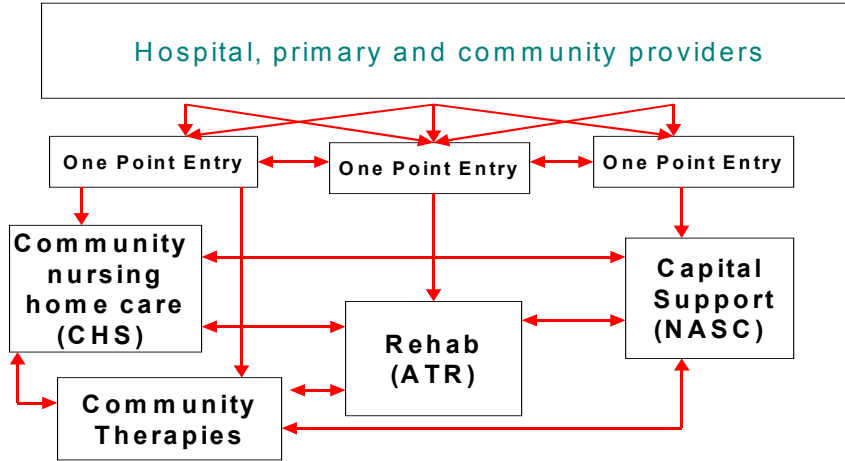 Hospital, primary and community providers
One Point Entry
One Point Entry
One Point Entry
Community
nursing
home care
(CHS)
Capital
Support
(NASC)
Rehab
(ATR)
Community
Therapies